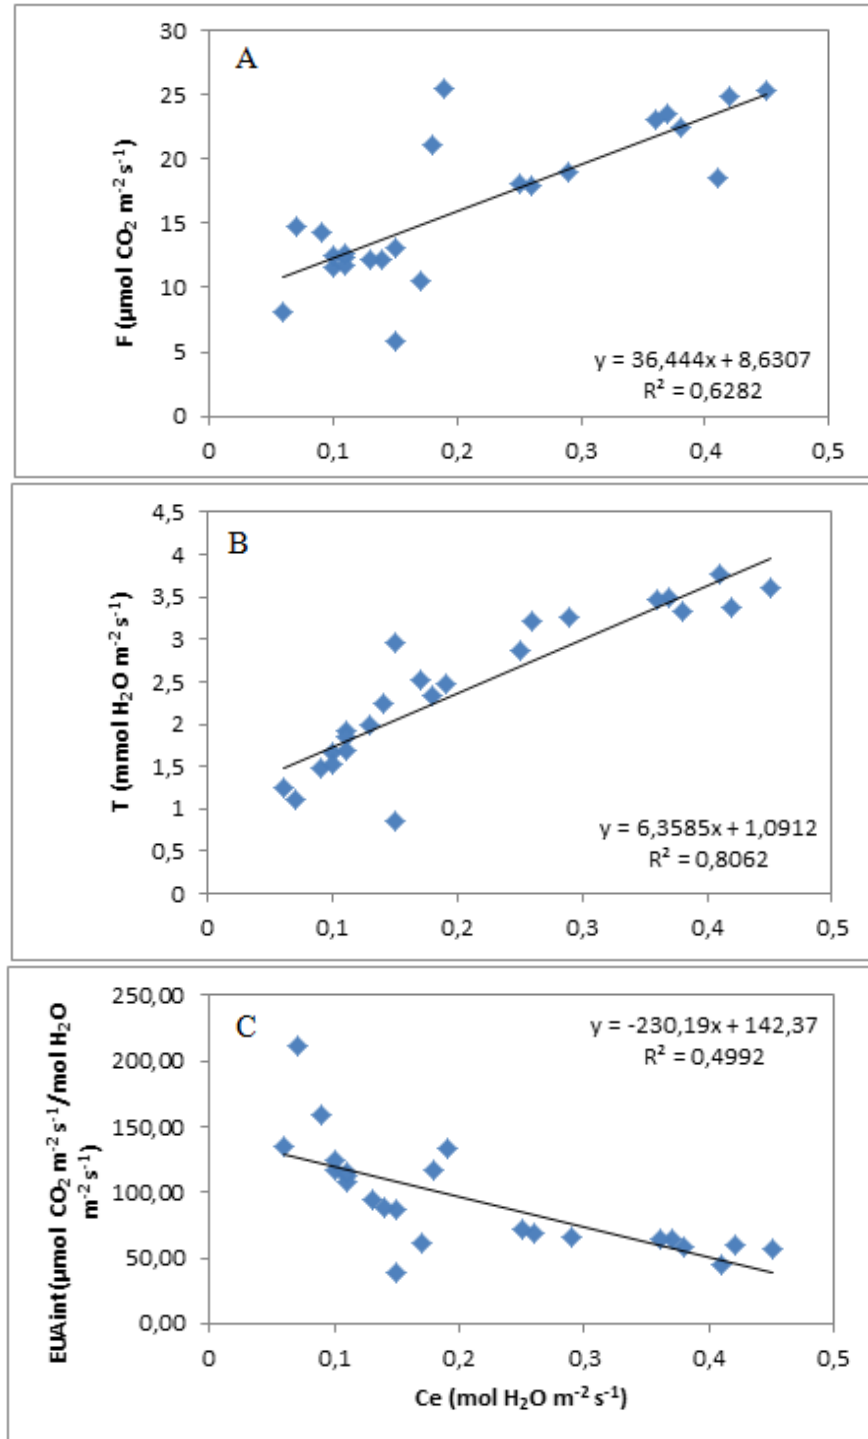 A
30
25
20
15
10
5
0
F (µmol CO₂ m⁻² s⁻¹)
y = 36,444x + 8,6307
R² = 0,6282
0 0,1 0,2 0,3 0,4 0,5
B
4,5
4
3,5
3
2,5
2
1,5
1
0,5
0
T (mmol H₂O m⁻² s⁻¹)
y = 6,3585x + 1,0912
R² = 0,8062
0 0,1 0,2 0,3 0,4 0,5
C
250,00
200,00
150,00
100,00
50,00
0,00
EUAint(µmol CO₂ m⁻² s⁻¹/mol H₂O
m⁻² s⁻¹)
y = -230,19x + 142,37
R² = 0,4992
0 0,1 0,2 0,3 0,4 0,5
Ce (mol H₂O m⁻² s⁻¹)